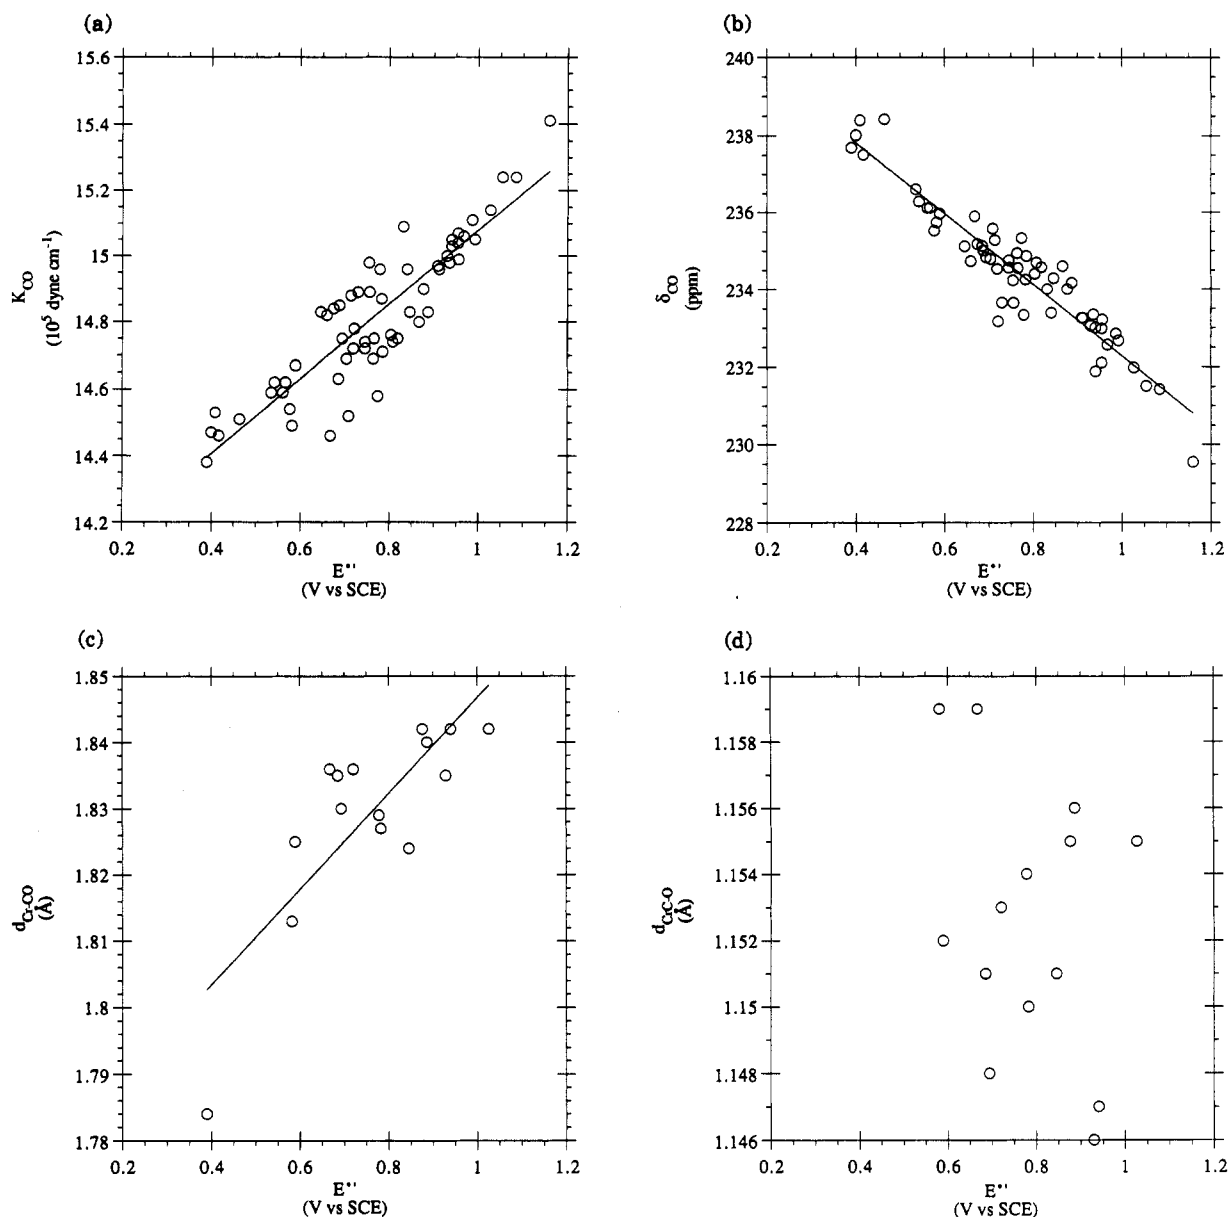 (a)
15.6
15.4
15.2
15
14.8
14.6
14.4
14.2
K_CO
(10⁵ dyne cm⁻¹)
0.2 0.4 0.6 0.8 1 1.2
E°'
(V vs SCE)
(b)
240
238
236
234
232
230
228
δ_CO
(ppm)
0.2 0.4 0.6 0.8 1 1.2
E°'
(V vs SCE)
(c)
1.85
1.84
1.83
1.82
1.81
1.8
1.79
1.78
d_Cr-CO
(Å)
0.2 0.4 0.6 0.8 1 1.2
E°'
(V vs SCE)
(d)
1.16
1.158
1.156
1.154
1.152
1.15
1.148
1.146
d_CrC-O
(Å)
0.2 0.4 0.6 0.8 1 1.2
E°'
(V vs SCE)